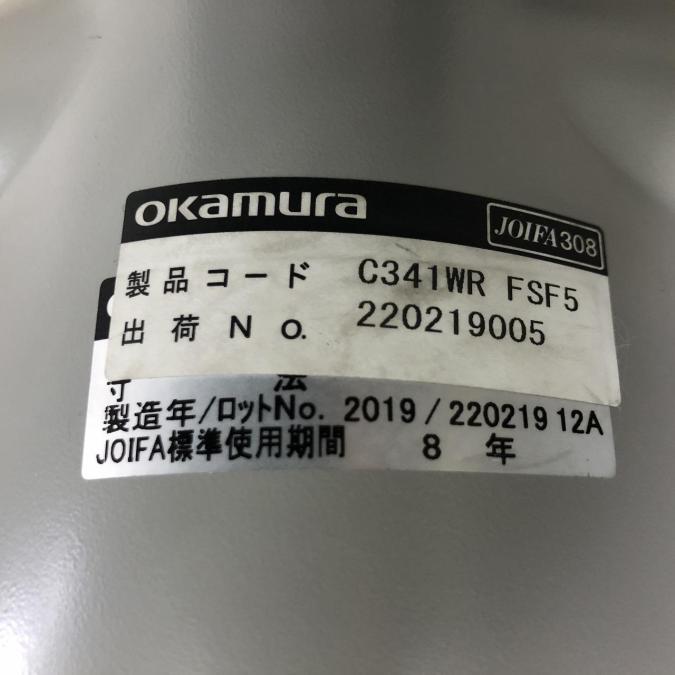 okamura
JOIFA308
製品コード C341WR FSF5
出荷No. 220219005
寸法
製造年/ロットNo. 2019 / 220219 12A
JOIFA標準使用期間 8 年